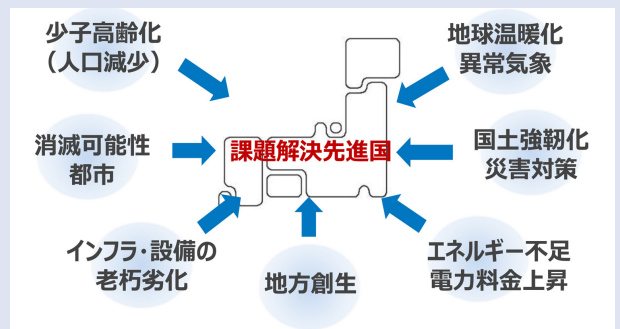 少子高齢化
（人口減少）
地球温暖化
異常気象
消滅可能性
都市
課題解決先進国
国土強靭化
災害対策
インフラ・設備の
老朽劣化
地方創生
エネルギー不足
電力料金上昇